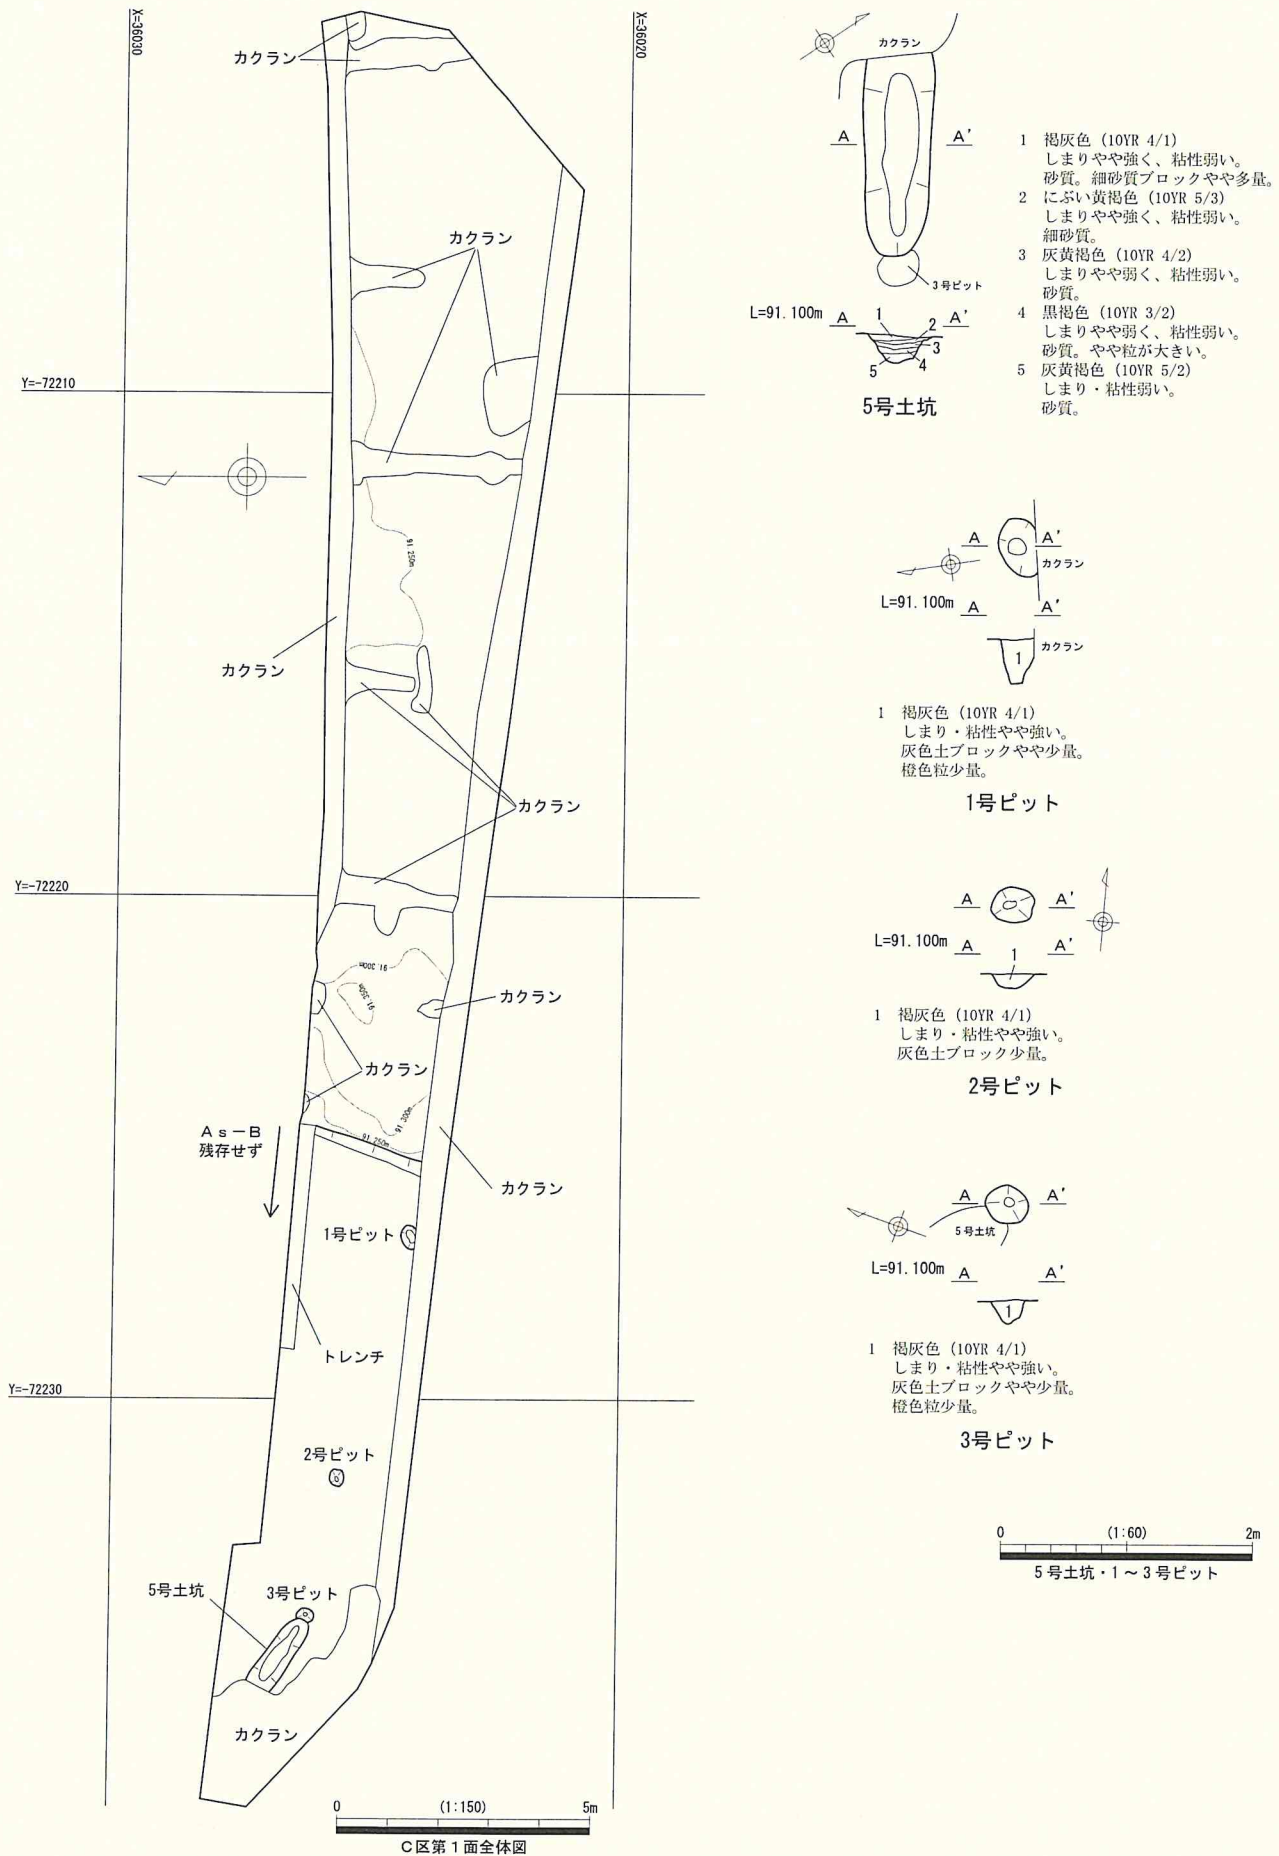 X=36030
X=36020
カクラン
カクラン
Y=-72210
91.250m
カクラン
カクラン
Y=-72220
91.300m
91.350m
カクラン
カクラン
91.300m
91.250m
As-B
残存せず
カクラン
1号ピット
トレンチ
Y=-72230
2号ピット
5号土坑
3号ピット
カクラン
0 (1:150) 5m
C区第1面全体図
カクラン
A A'
3号ピット
L=91.100m A A'
1
2
3
4
5
5号土坑
1 褐灰色 (10YR 4/1)
しまりやや強く、粘性弱い。
砂質。細砂質ブロックやや多量。
2 にぶい黄褐色 (10YR 5/3)
しまりやや強く、粘性弱い。
細砂質。
3 灰黄褐色 (10YR 4/2)
しまりやや弱く、粘性弱い。
砂質。
4 黒褐色 (10YR 3/2)
しまりやや弱く、粘性弱い。
砂質。やや粒が大きい。
5 灰黄褐色 (10YR 5/2)
しまり・粘性弱い。
砂質。
A A'
カクラン
L=91.100m A A'
カクラン
1
1 褐灰色 (10YR 4/1)
しまり・粘性やや強い。
灰色土ブロックやや少量。
橙色粒少量。
1号ピット
A A'
L=91.100m A A'
1
1 褐灰色 (10YR 4/1)
しまり・粘性やや強い。
灰色土ブロック少量。
2号ピット
A A'
5号土坑
L=91.100m A A'
1
1 褐灰色 (10YR 4/1)
しまり・粘性やや強い。
灰色土ブロックやや少量。
橙色粒少量。
3号ピット
0 (1:60) 2m
5号土坑・1~3号ピット